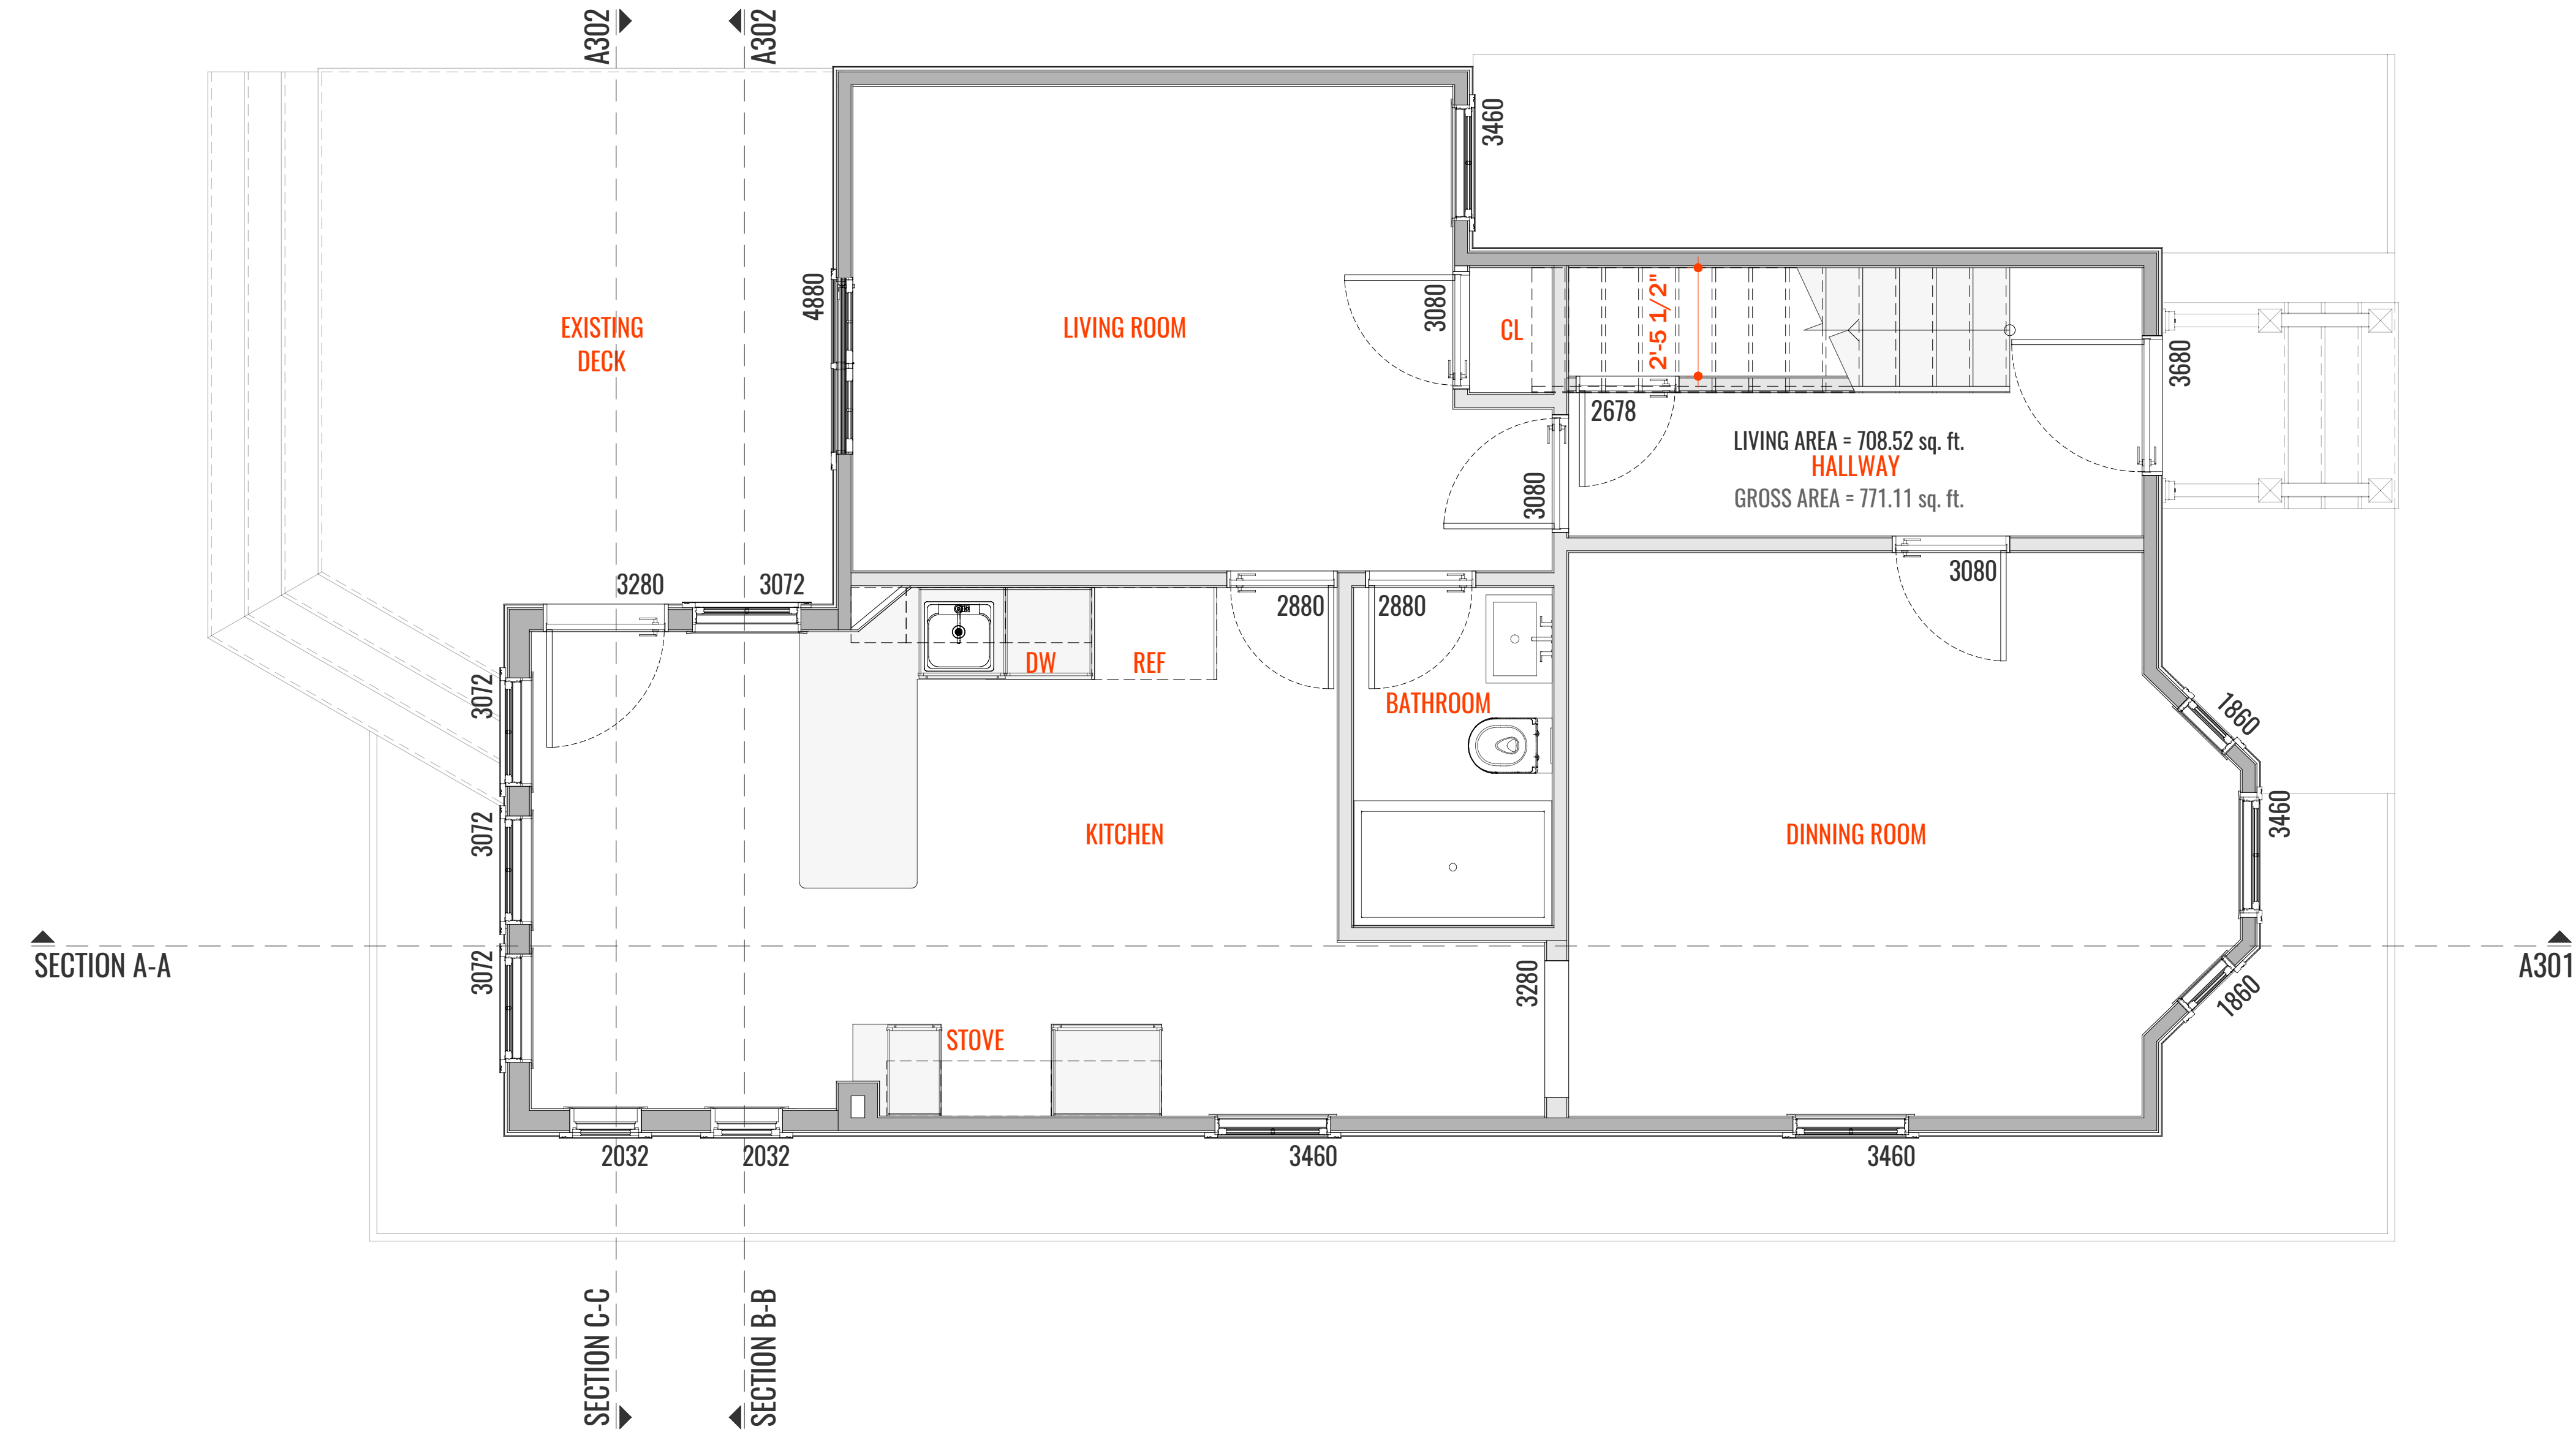 A302
A302
3460
4880
EXISTING
DECK
LIVING ROOM
3080
CL
2'-5 1/2"
3680
2678
LIVING AREA = 708.52 sq. ft.
HALLWAY
GROSS AREA = 771.11 sq. ft.
3080
3280
3072
2880
2880
3080
DW
REF
3072
BATHROOM
1860
3072
KITCHEN
DINNING ROOM
3460
SECTION A-A
3072
3280
1860
A301
STOVE
2032
2032
3460
3460
SECTION C-C
SECTION B-B